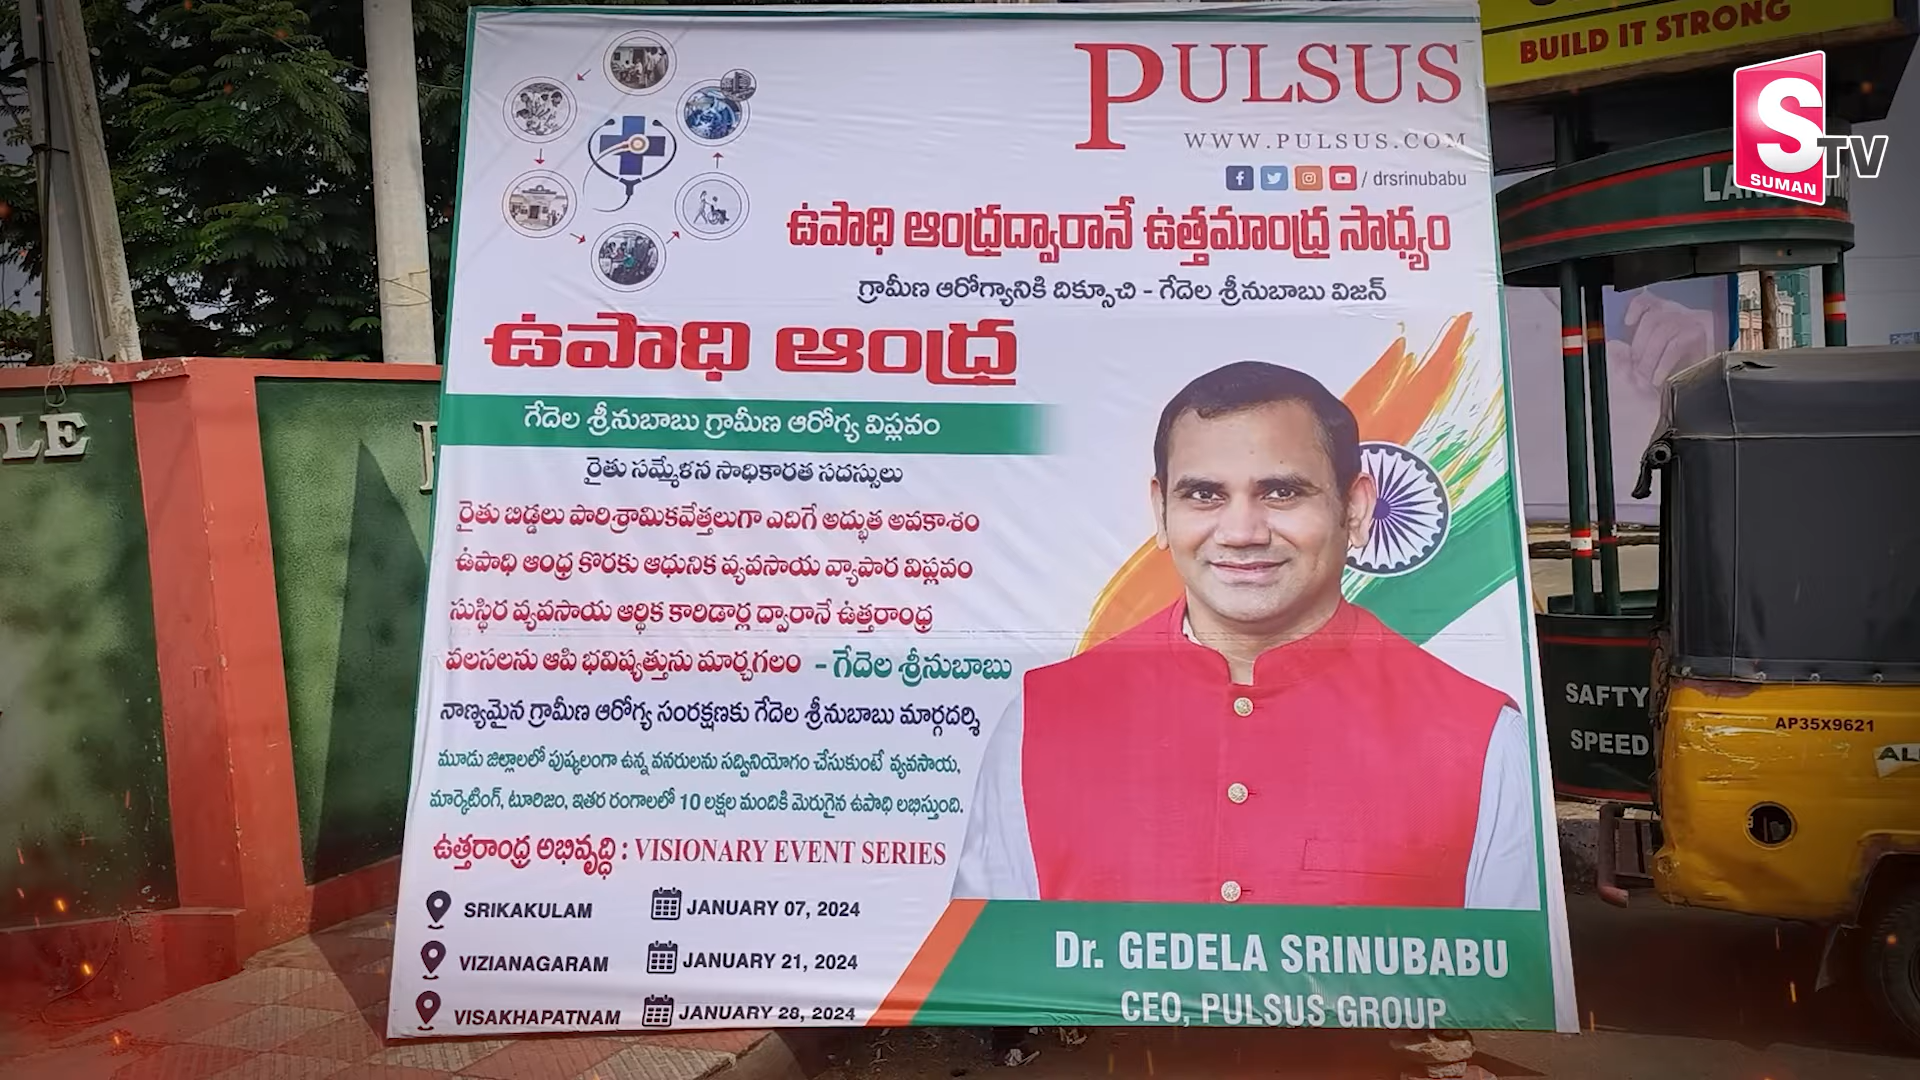 BUILD IT STRONG
S
SUMAN
TV
PULSUS
WWW.PULSUS.COM
/ drsrinubabu
ఉపాధి ఆంధ్రద్వారానే ఉత్తమాంధ్ర సాధ్యం
గ్రామీణ ఆరోగ్యానికి దిక్సూచి - గేదెల శ్రీనుబాబు విజన్
ఉపాధి ఆంధ్ర
గేదెల శ్రీనుబాబు గ్రామీణ ఆరోగ్య విప్లవం
రైతు సమ్మేళన సాధికారత సదస్సులు
రైతు బిడ్డలు పారిశ్రామికవేత్తలుగా ఎదిగే అద్భుత అవకాశం
ఉపాధి ఆంధ్ర కొరకు ఆధునిక వ్యవసాయ వ్యాపార విప్లవం
సుస్థిర వ్యవసాయ ఆర్థిక కారిడార్ల ద్వారానే ఉత్తరాంధ్ర
వలసలను ఆపి భవిష్యత్తును మార్చగలం - గేదెల శ్రీనుబాబు
నాణ్యమైన గ్రామీణ ఆరోగ్య సంరక్షణకు గేదెల శ్రీనుబాబు మార్గదర్శి
మూడు జిల్లాలలో పుష్కలంగా ఉన్న వనరులను సద్వినియోగం చేసుకుంటే వ్యవసాయ,
మార్కెటింగ్, టూరిజం, ఇతర రంగాలలో 10 లక్షల మందికి మెరుగైన ఉపాధి లభిస్తుంది.
ఉత్తరాంధ్ర అభివృద్ధి : VISIONARY EVENT SERIES
SRIKAKULAM JANUARY 07, 2024
VIZIANAGARAM JANUARY 21, 2024
VISAKHAPATNAM JANUARY 28, 2024
Dr. GEDELA SRINUBABU
CEO, PULSUS GROUP
SAFTY
SPEED
AP35X9621
LE